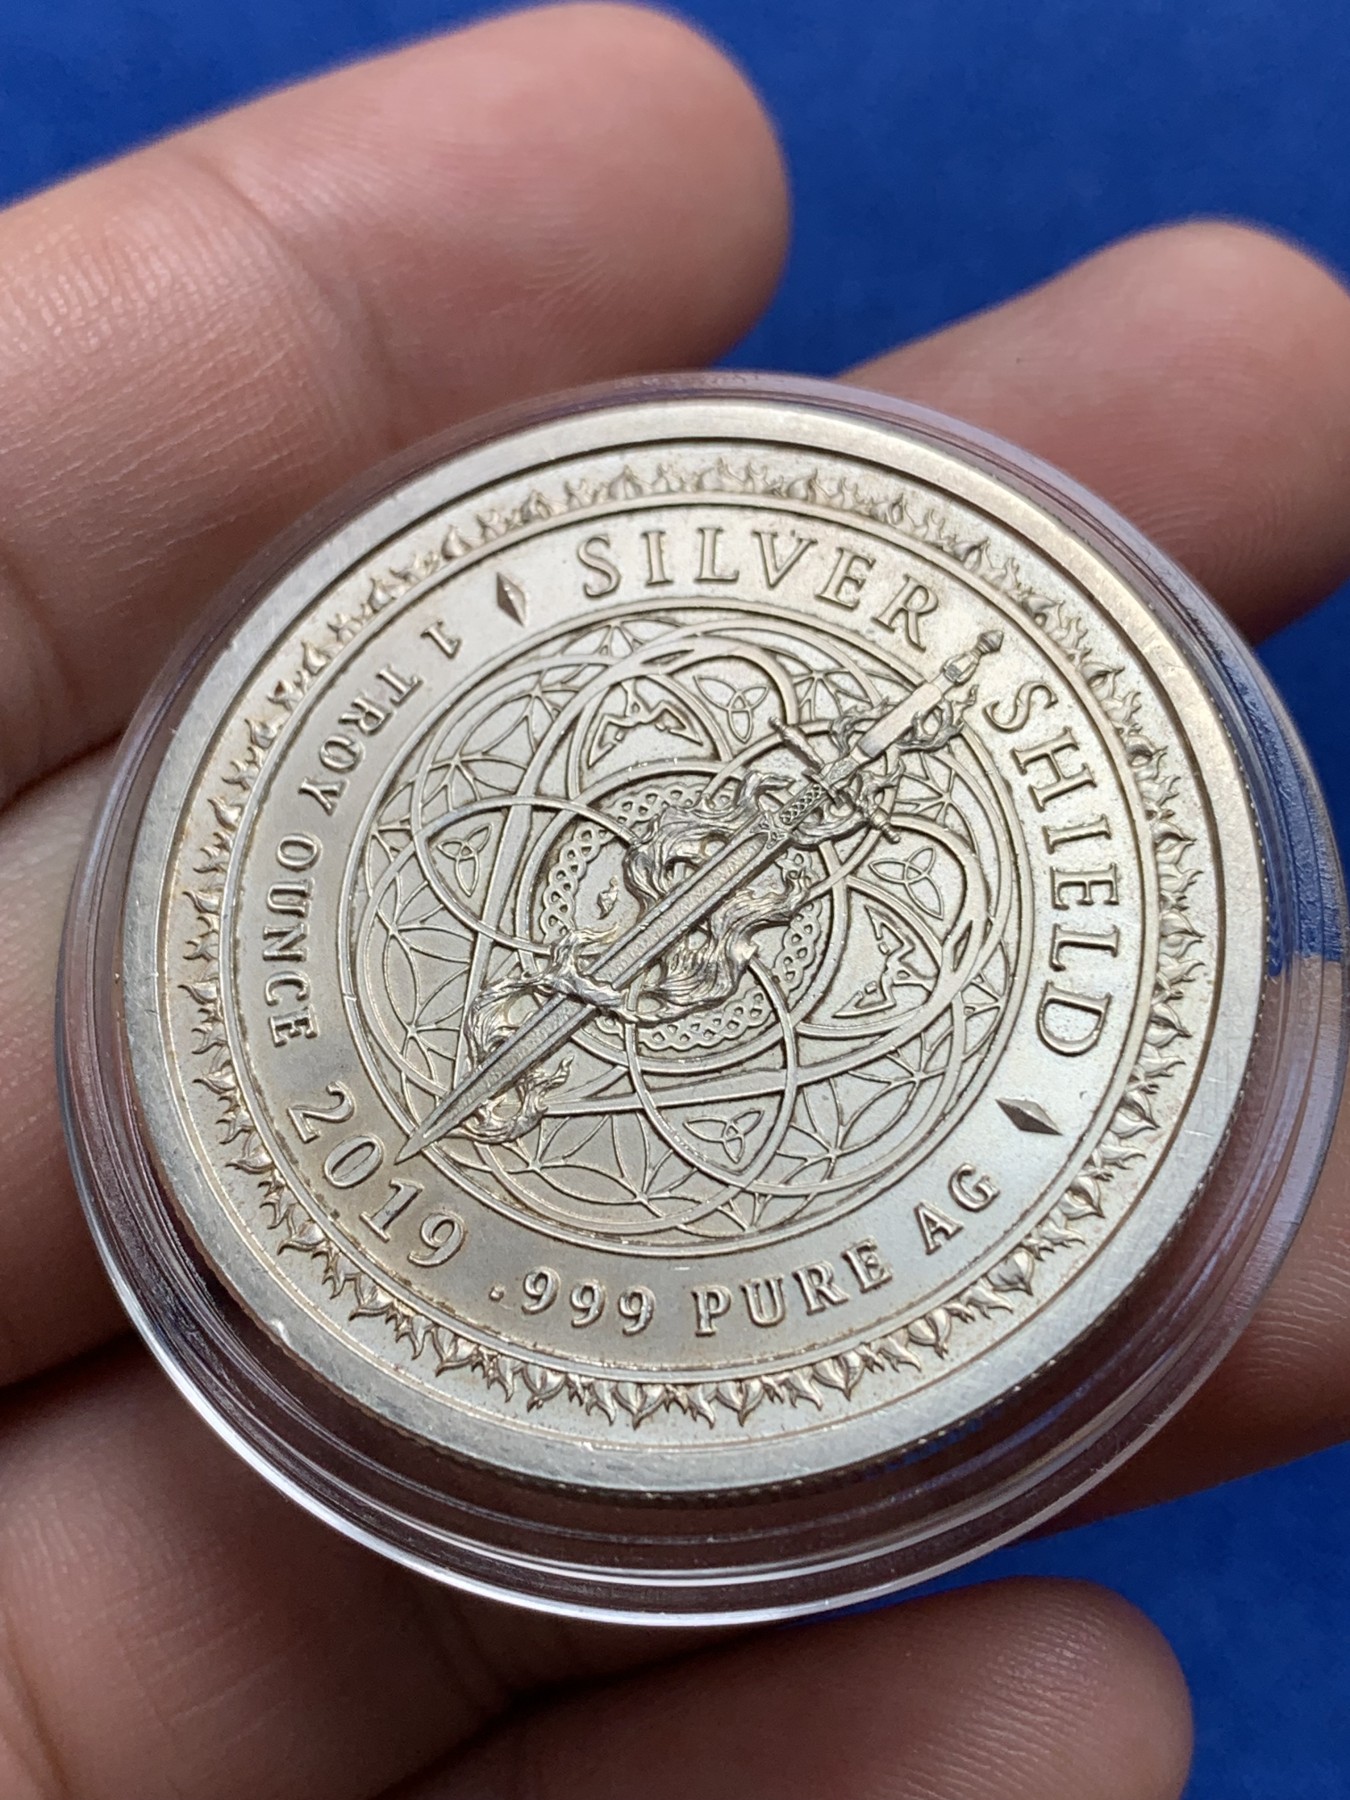 SILVER SHIELD
1 TROY OUNCE 2019 .999 PURE AG